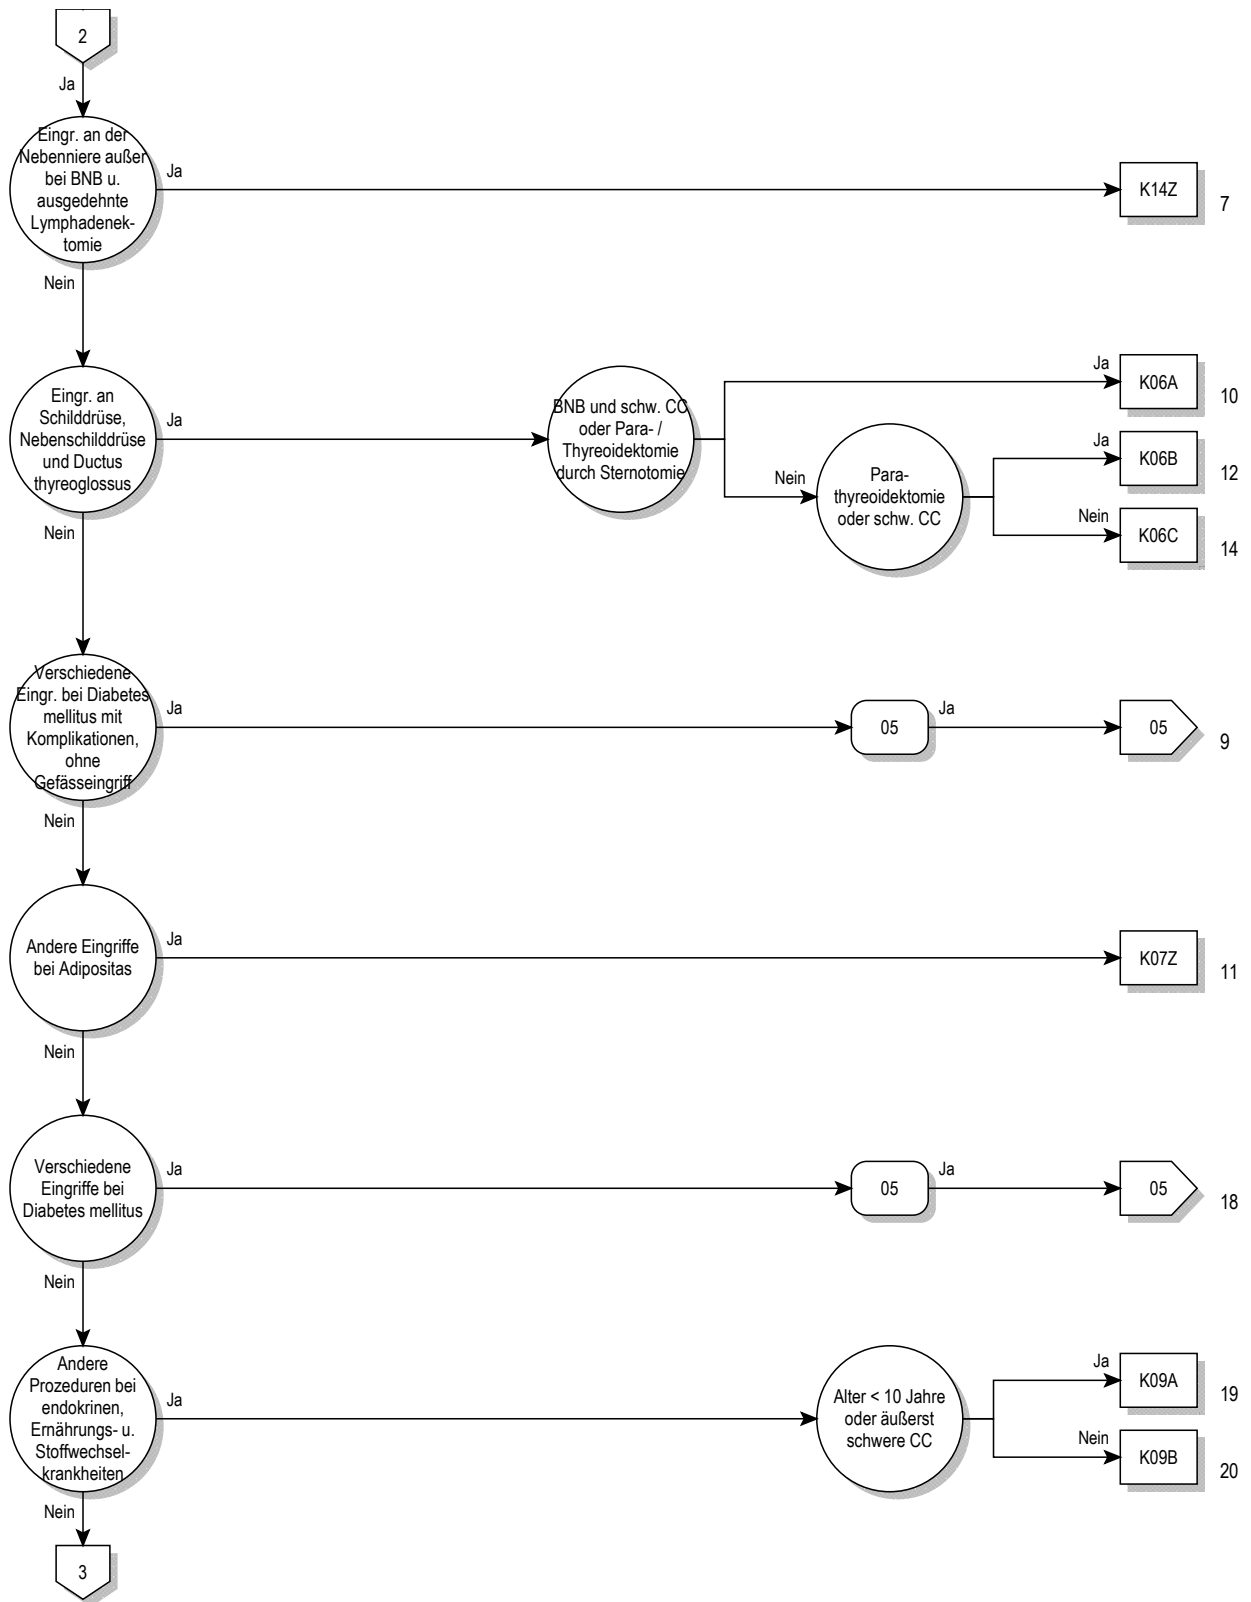 2
Ja
Eingr. an der
Nebenniere außer
bei BNB u.
ausgedehnte
Lymphadenek-
tomie
Ja
K14Z
7
Nein
Eingr. an
Schilddrüse,
Nebenschilddrüse
und Ductus
thyreoglossus
Ja
BNB und schw. CC
oder Para- /
Thyreoidektomie
durch Sternotomie
Ja
K06A
10
Nein
Para-
thyreoidektomie
oder schw. CC
Ja
K06B
12
Nein
K06C
14
Nein
Verschiedene
Eingr. bei Diabetes
mellitus mit
Komplikationen,
ohne
Gefässeingriff
Ja
05
Ja
05
9
Nein
Andere Eingriffe
bei Adipositas
Ja
K07Z
11
Nein
Verschiedene
Eingriffe bei
Diabetes mellitus
Ja
05
Ja
05
18
Nein
Andere
Prozeduren bei
endokrinen,
Ernährungs- u.
Stoffwechsel-
krankheiten
Ja
Alter < 10 Jahre
oder äußerst
schwere CC
Ja
K09A
19
Nein
K09B
20
Nein
3